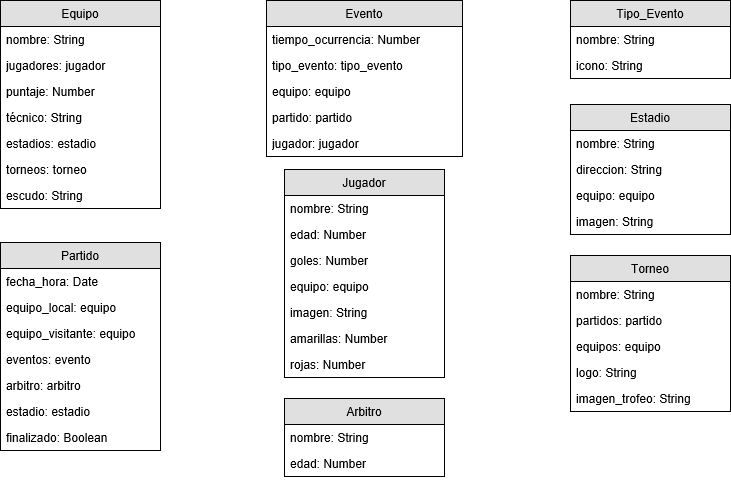 Equipo
nombre: String
jugadores: jugador
puntaje: Number
técnico: String
estadios: estadio
torneos: torneo
escudo: String
Partido
fecha_hora: Date
equipo_local: equipo
equipo_visitante: equipo
eventos: evento
arbitro: arbitro
estadio: estadio
finalizado: Boolean
Evento
tiempo_ocurrencia: Number
tipo_evento: tipo_evento
equipo: equipo
partido: partido
jugador: jugador
Jugador
nombre: String
edad: Number
goles: Number
equipo: equipo
imagen: String
amarillas: Number
rojas: Number
Arbitro
nombre: String
edad: Number
Tipo_Evento
nombre: String
icono: String
Estadio
nombre: String
direccion: String
equipo: equipo
imagen: String
Torneo
nombre: String
partidos: partido
equipos: equipo
logo: String
imagen_trofeo: String